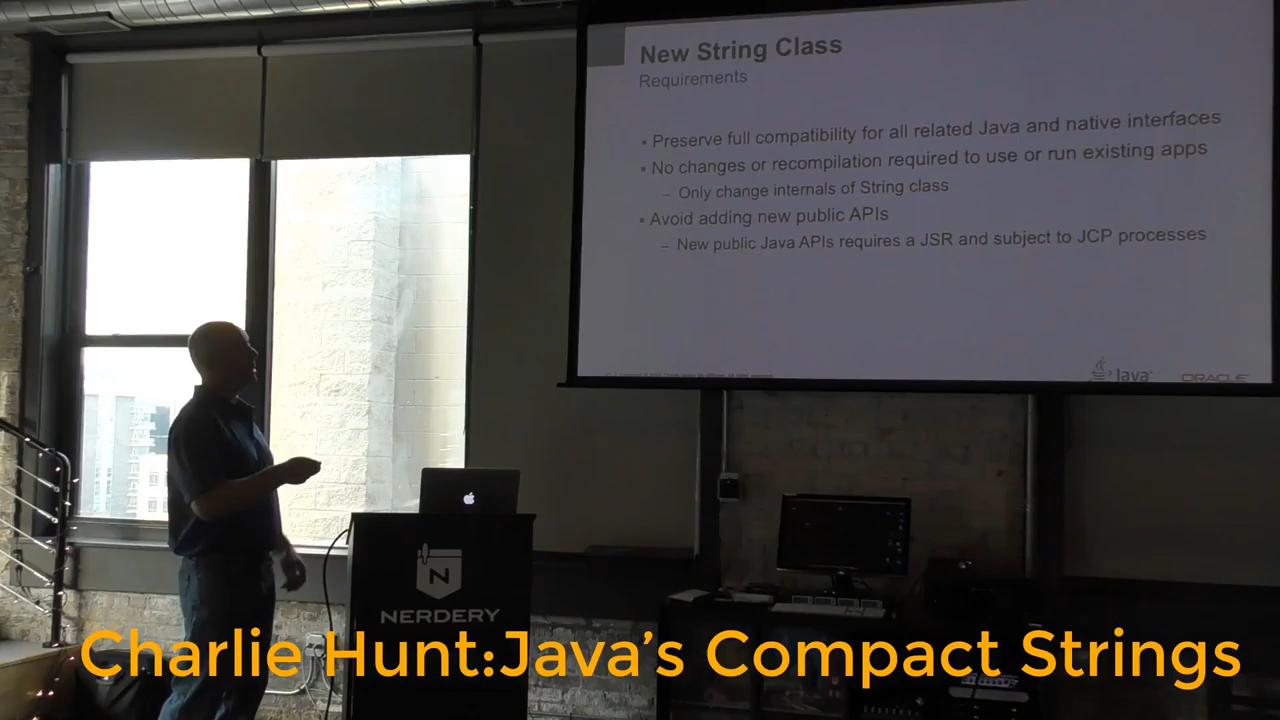 New String Class
Requirements
▪ Preserve full compatibility for all related Java and native interfaces
▪ No changes or recompilation required to use or run existing apps
– Only change internals of String class
▪ Avoid adding new public APIs
– New public Java APIs requires a JSR and subject to JCP processes
Java
ORACLE
N
NERDERY
Charlie Hunt:Java's Compact Strings